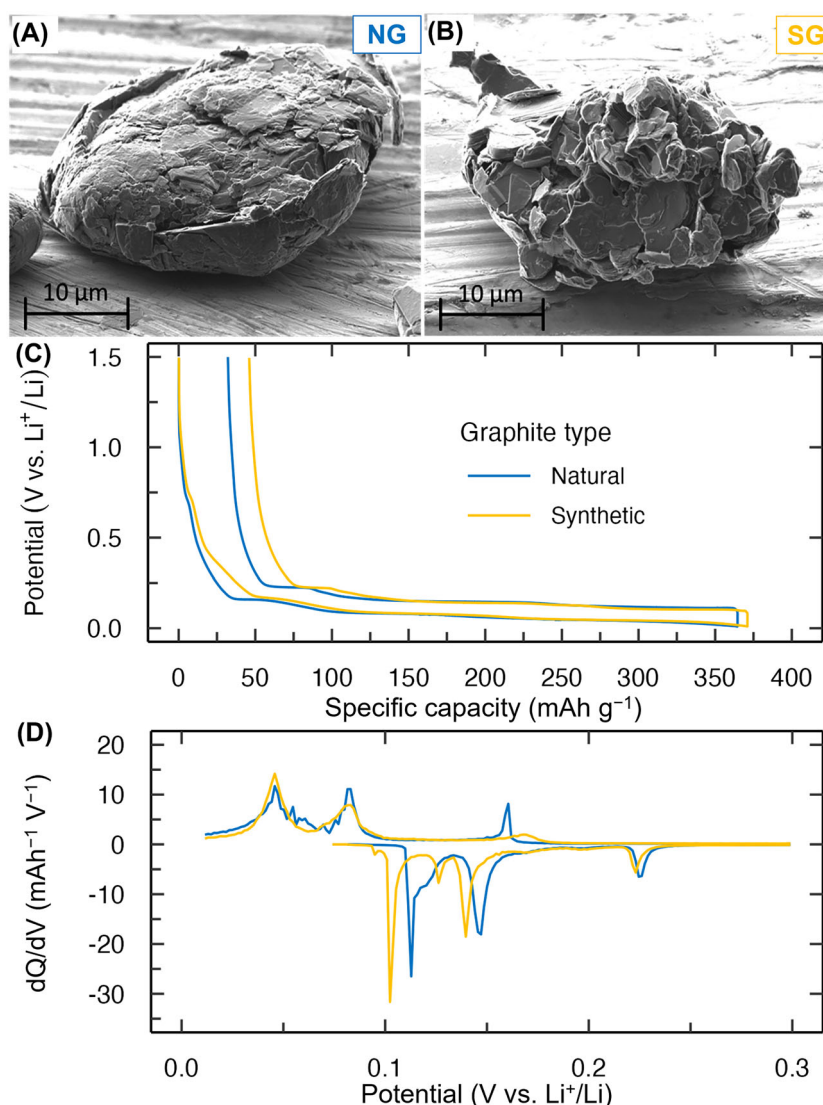 (A)
NG
(B)
SG
10 µm
10 µm
(C)
1.5
1.0
0.5
0.0
Potential (V vs. Li⁺/Li)
Graphite type
Natural
Synthetic
0 50 100 150 200 250 300 350 400
Specific capacity (mAh g⁻¹)
(D)
20
10
0
-10
-20
-30
dQ/dV (mAh⁻¹ V⁻¹)
0.0 0.1 0.2 0.3
Potential (V vs. Li⁺/Li)